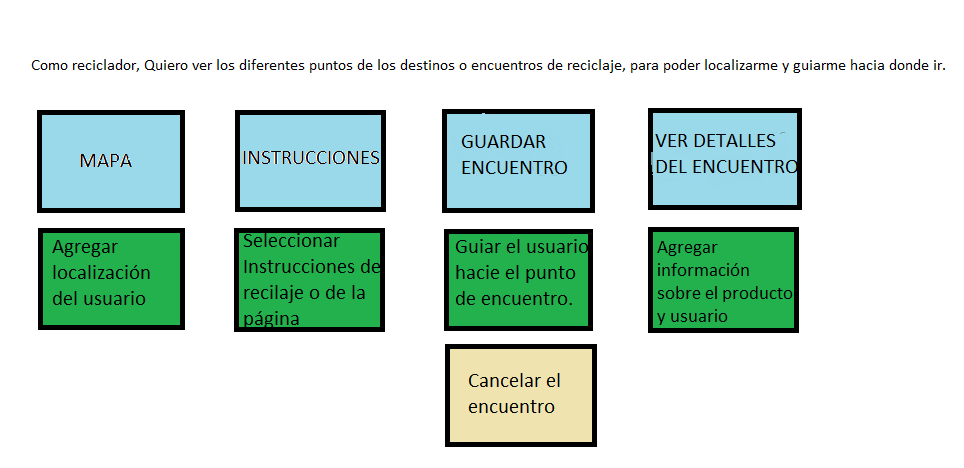 Como reciclador, Quiero ver los diferentes puntos de los destinos o encuentros de reciclaje, para poder localizarme y guiarme hacia donde ir.
MAPA
INSTRUCCIONES
GUARDAR
ENCUENTRO
VER DETALLES
DEL ENCUENTRO
Agregar
localización
del usuario
Seleccionar
Instrucciones de
recilaje o de la
página
Guiar el usuario
hacie el punto
de encuentro.
Agregar
información
sobre el producto
y usuario
Cancelar el
encuentro